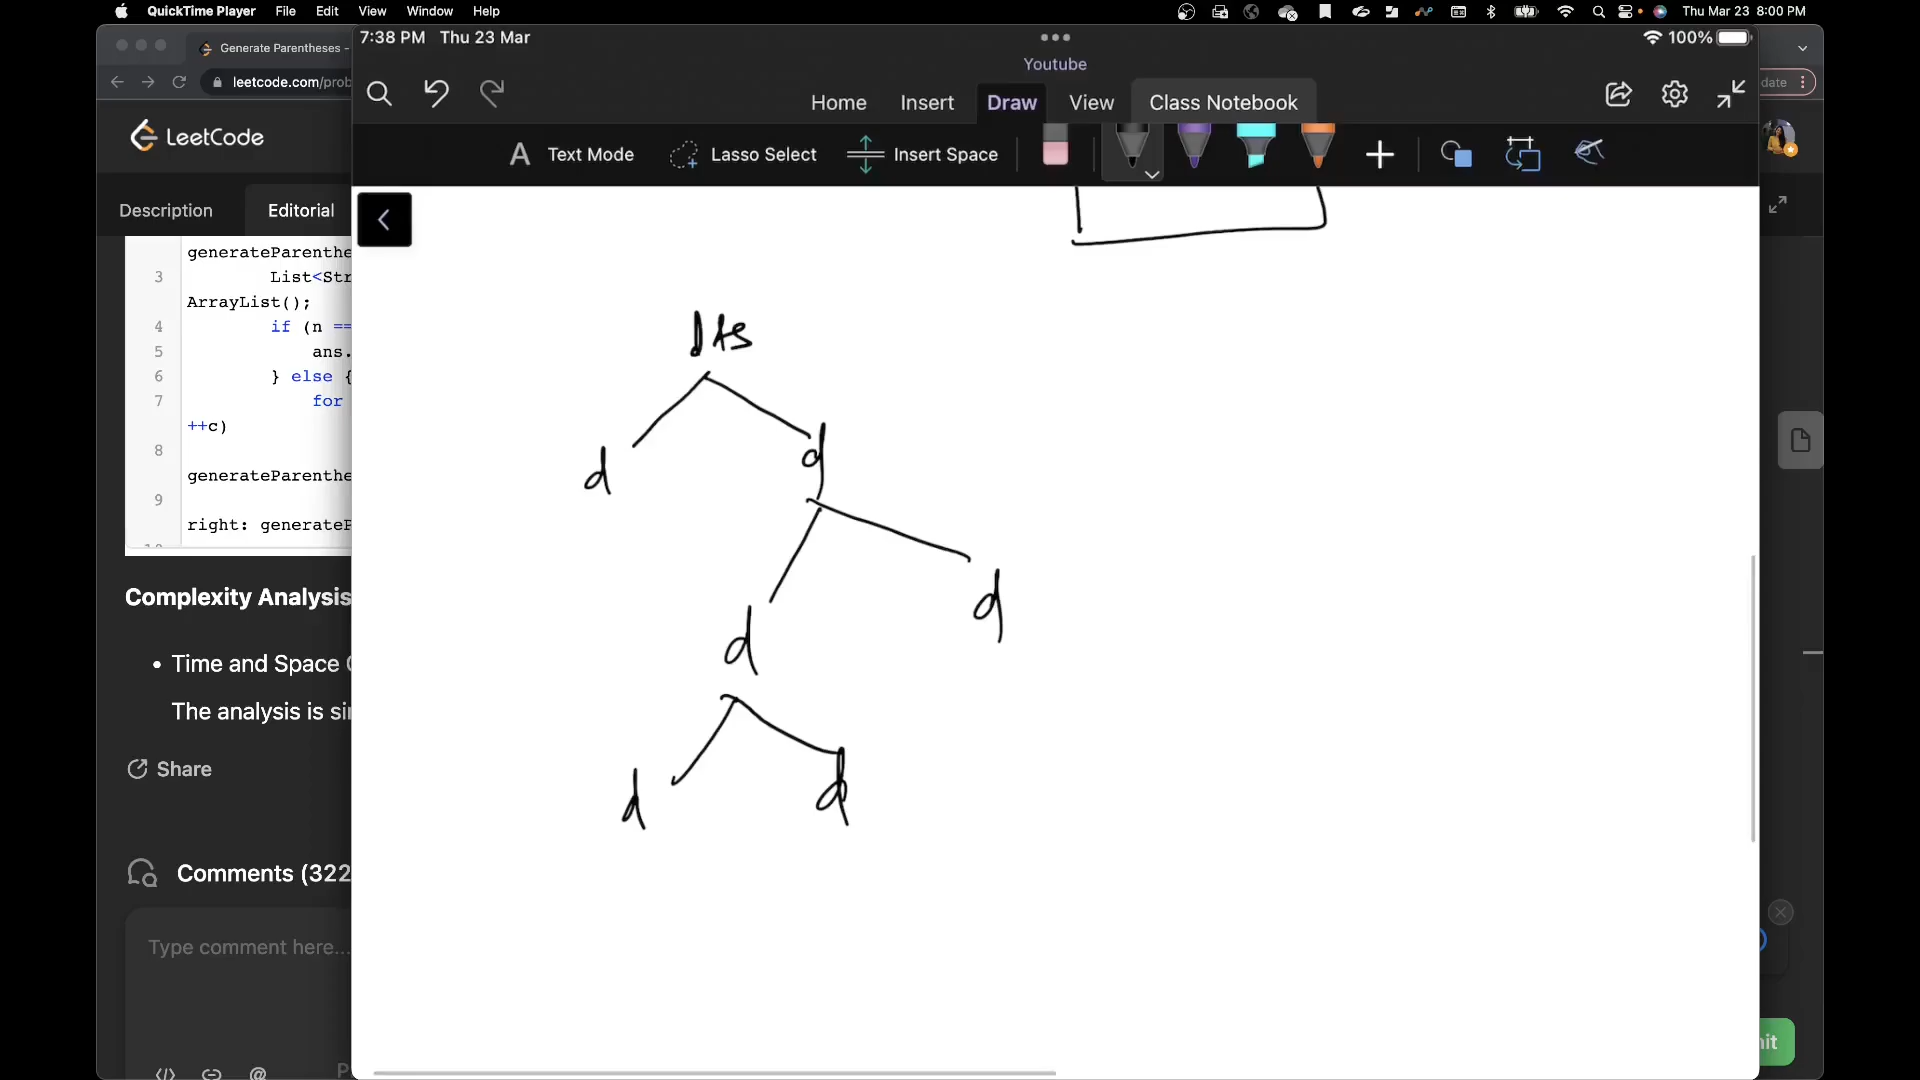 QuickTime Player File Edit View Window Help Thu Mar 23 8:00 PM
7:38 PM Thu 23 Mar 100%
Youtube
Generate Parentheses -
leetcode.com/prob
date
Home Insert Draw View Class Notebook
LeetCode
Text Mode Lasso Select Insert Space
Description Editorial
generateParenthe
3 List<Str
ArrayList();
4 if (n ==
5 ans.
6 } else {
7 for
++c)
8
generateParenthe
9
right: generateP
Complexity Analysis
• Time and Space
The analysis is si
Share
Comments (322
Type comment here...
</> @ P
it
d d
d d
d d